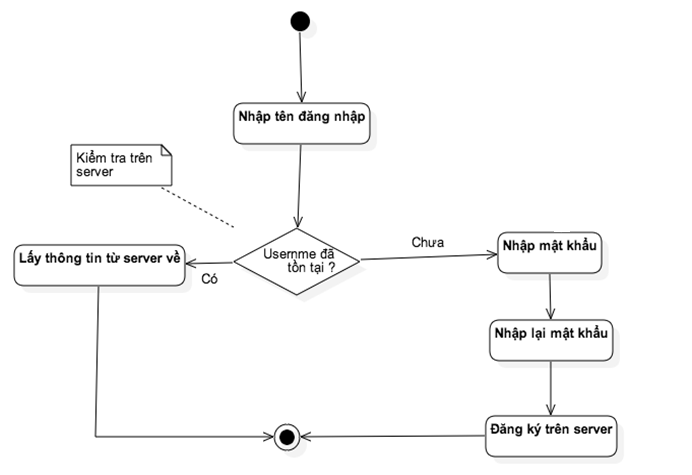 Nhập tên đăng nhập
Kiểm tra trên
server
Usernme đã
tồn tại ?
Chưa
Nhập mật khẩu
Lấy thông tin từ server về
Có
Nhập lại mật khẩu
Đăng ký trên server